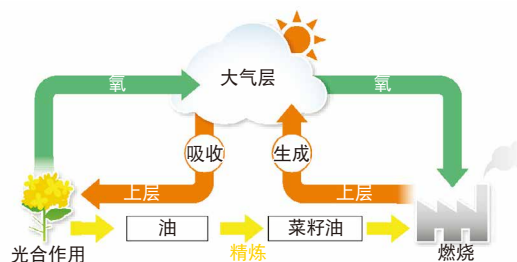 大气层
氧
氧
吸收
生成
上层
上层
油
菜籽油
光合作用
精炼
燃烧